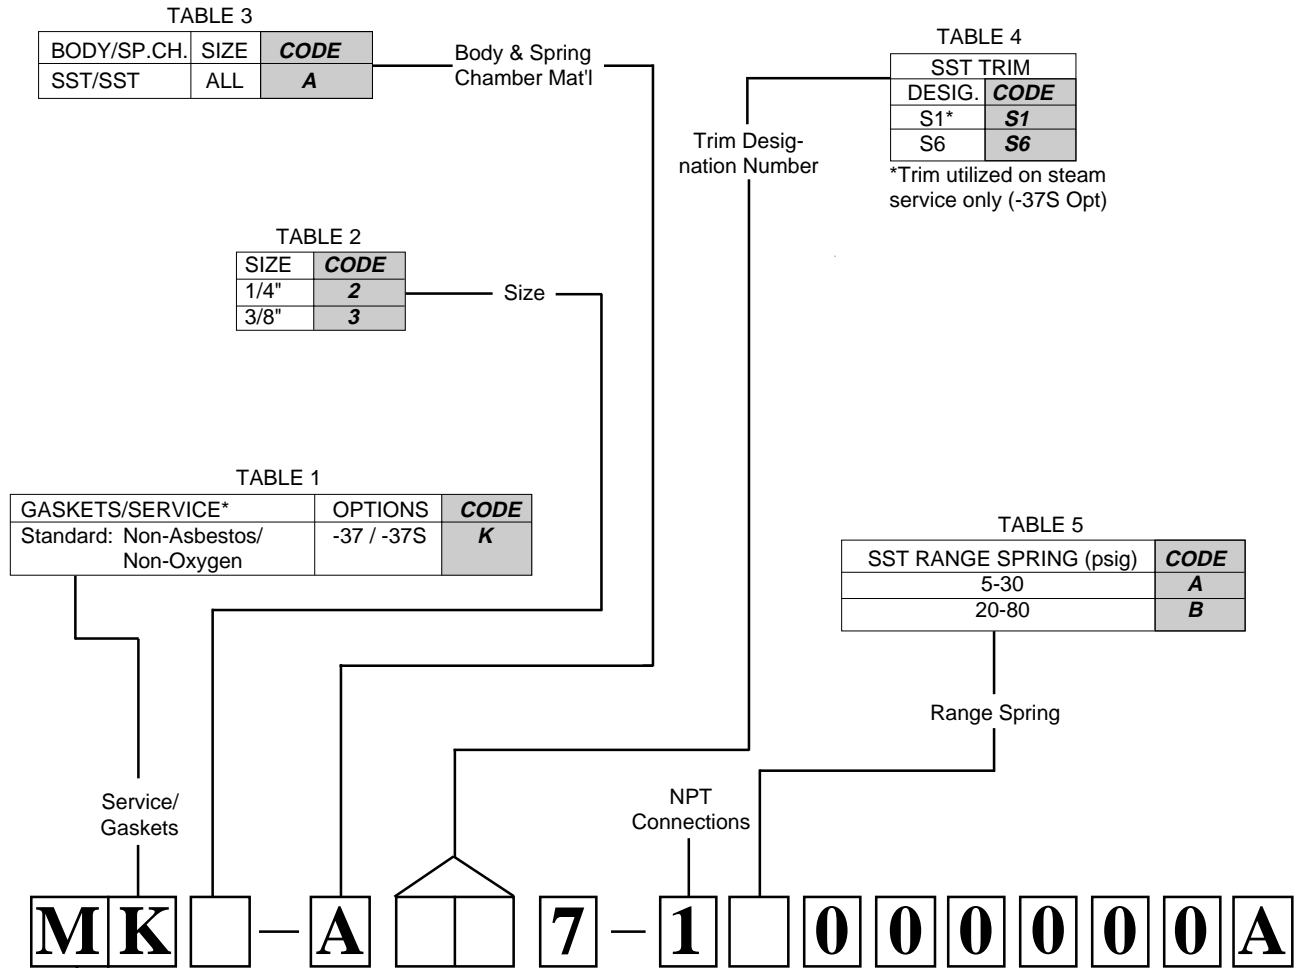 TABLE 3
BODY/SP.CH. SIZE CODE
SST/SST ALL A
Body & Spring
Chamber Mat'l
TABLE 4
SST TRIM
DESIG. CODE
S1* S1
S6 S6
*Trim utilized on steam
service only (-37S Opt)
Trim Desig-
nation Number
TABLE 2
SIZE CODE
1/4" 2
3/8" 3
Size
TABLE 1
GASKETS/SERVICE* OPTIONS CODE
Standard: Non-Asbestos/ -37 / -37S K
Non-Oxygen
TABLE 5
SST RANGE SPRING (psig) CODE
5-30 A
20-80 B
Range Spring
Service/
Gaskets
NPT
Connections
M K – A 7 – 1 0 0 0 0 0 0 A